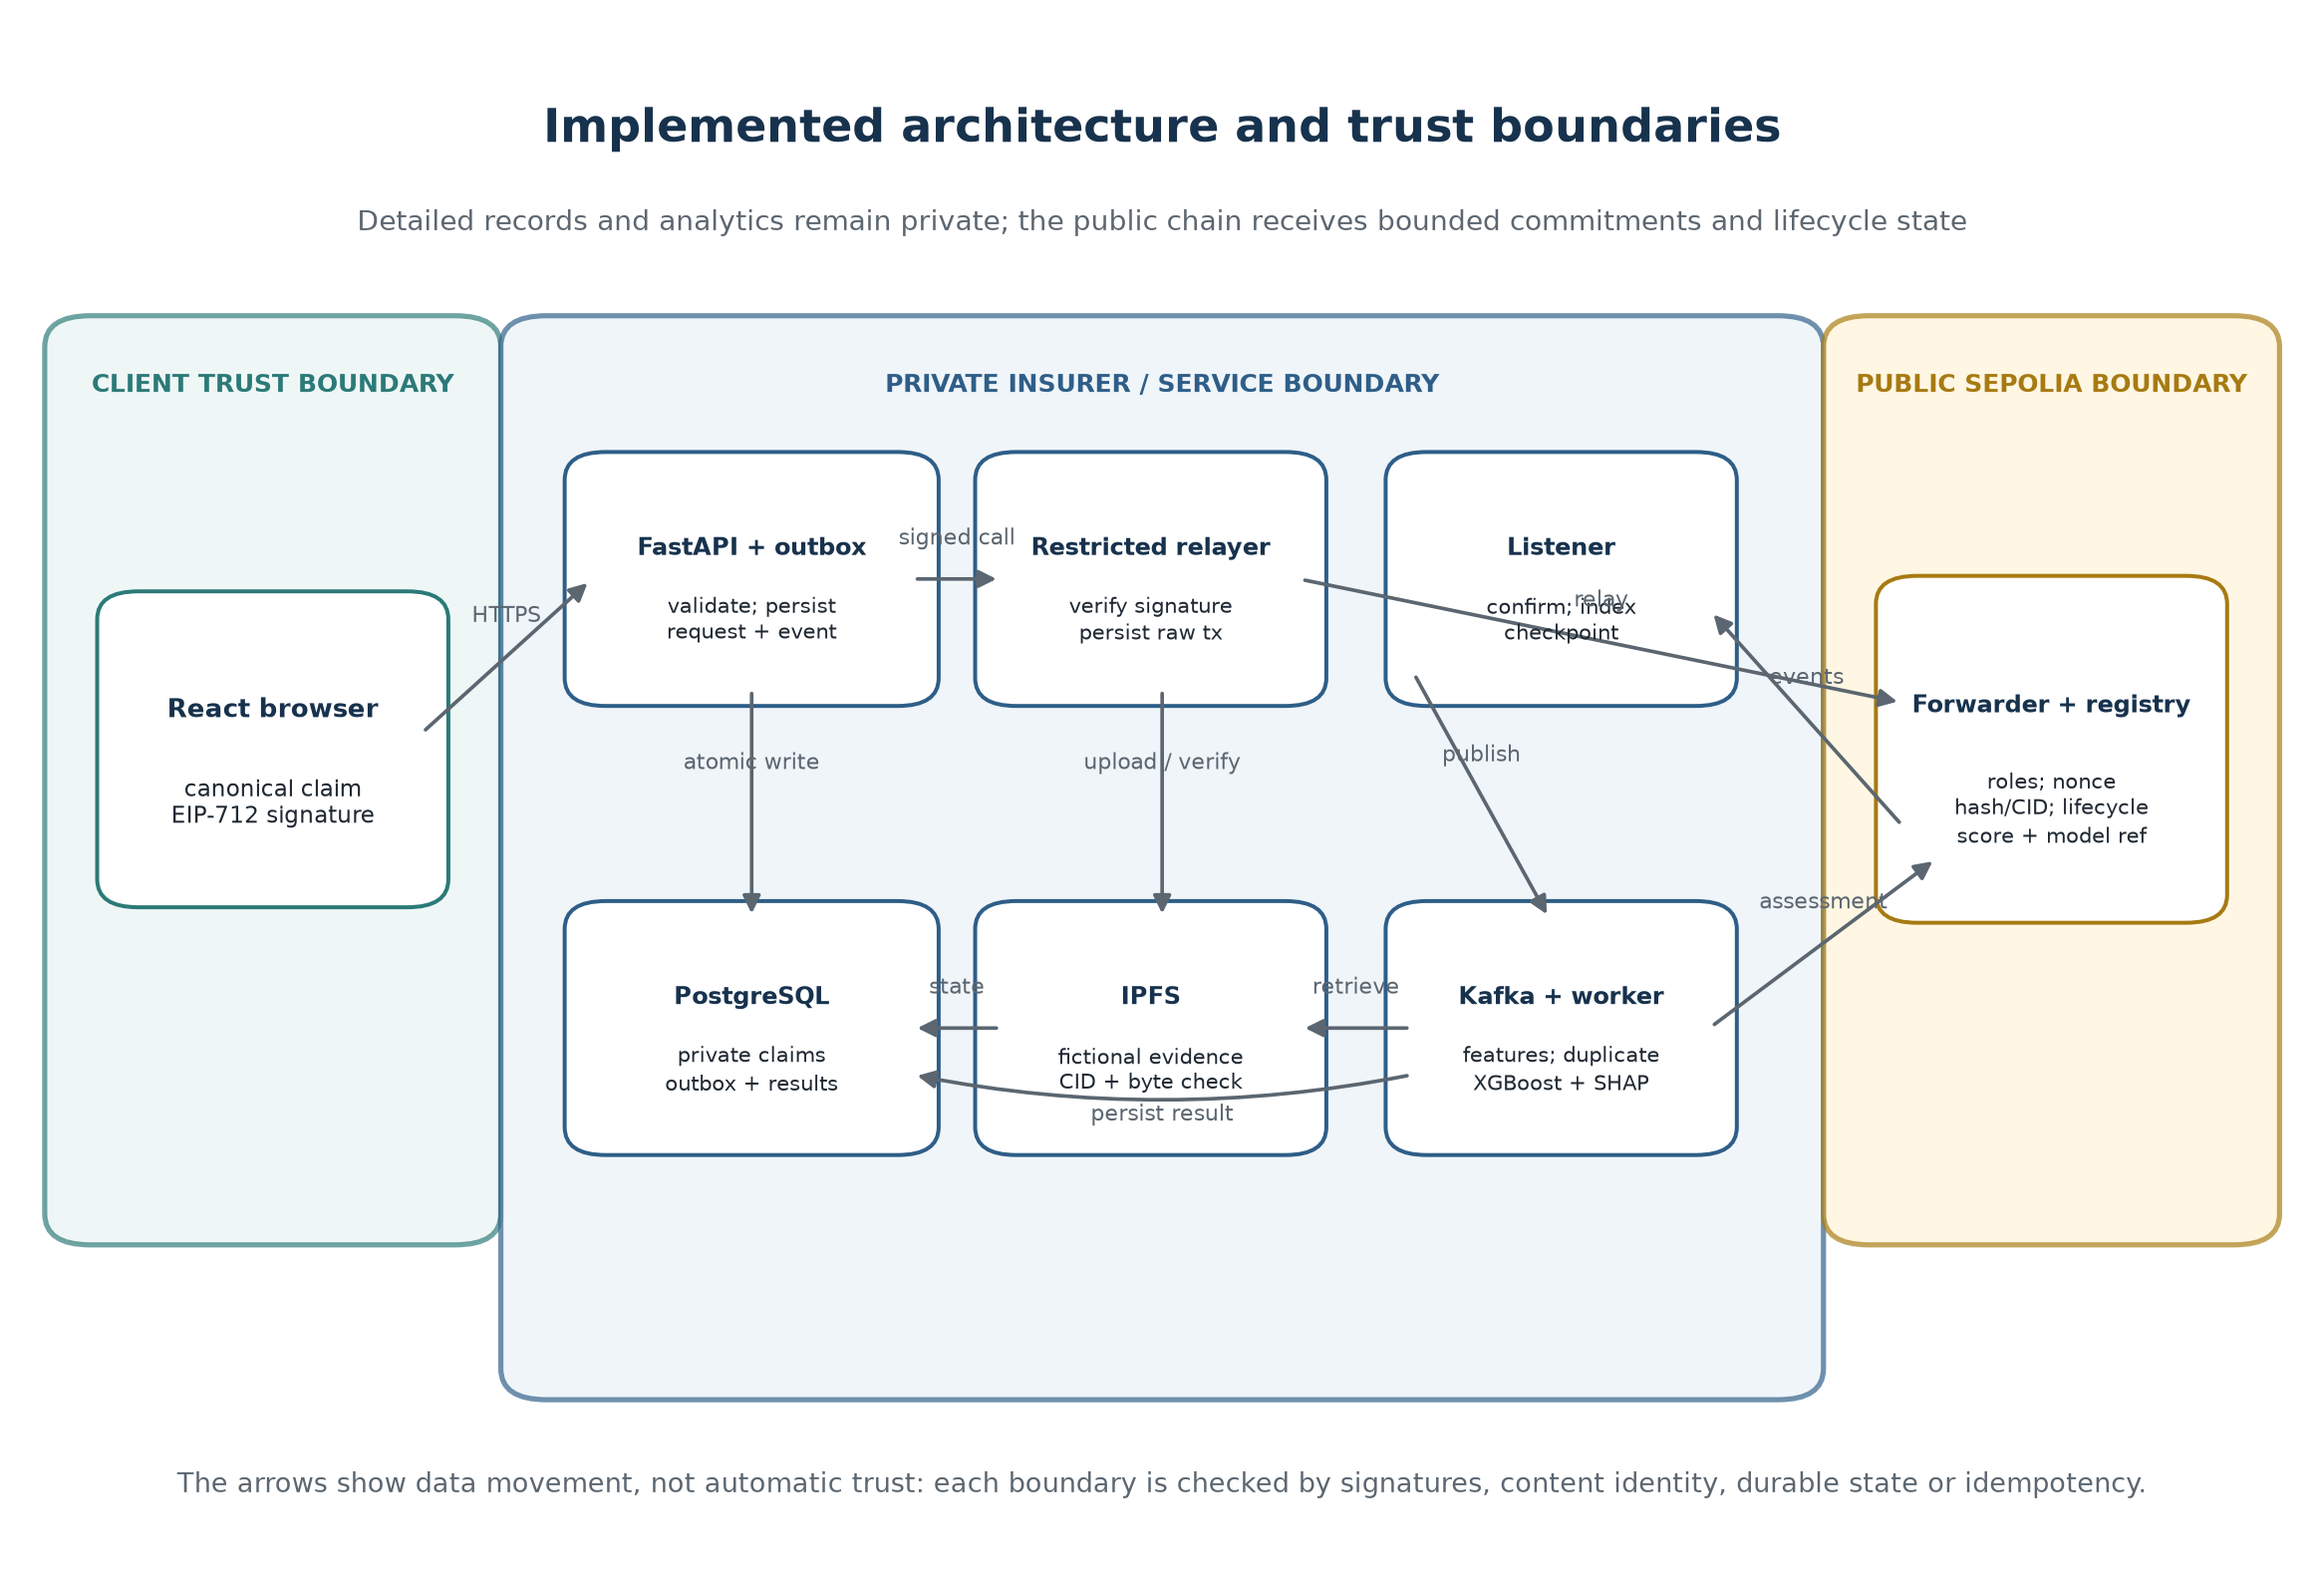 Implemented architecture and trust boundaries
Detailed records and analytics remain private; the public chain receives bounded commitments and lifecycle state
CLIENT TRUST BOUNDARY
PRIVATE INSURER / SERVICE BOUNDARY
PUBLIC SEPOLIA BOUNDARY
React browser
canonical claim
EIP-712 signature
HTTPS
FastAPI + outbox
validate; persist
request + event
signed call
Restricted relayer
verify signature
persist raw tx
Listener
confirm; index
checkpoint
relay
events
Forwarder + registry
roles; nonce
hash/CID; lifecycle
score + model ref
atomic write
upload / verify
publish
assessment
PostgreSQL
private claims
outbox + results
state
IPFS
fictional evidence
CID + byte check
retrieve
Kafka + worker
features; duplicate
XGBoost + SHAP
persist result
The arrows show data movement, not automatic trust: each boundary is checked by signatures, content identity, durable state or idempotency.